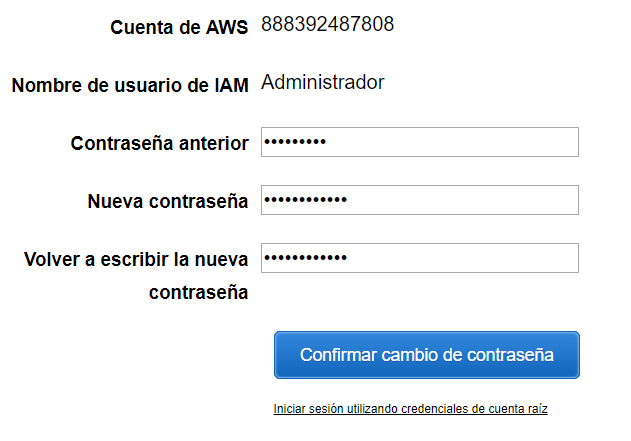 Cuenta de AWS 888392487808
Nombre de usuario de IAM Administrador
Contraseña anterior •••••••••
Nueva contraseña ••••••••••••
Volver a escribir la nueva ••••••••••••
contraseña
Confirmar cambio de contraseña
Iniciar sesión utilizando credenciales de cuenta raíz